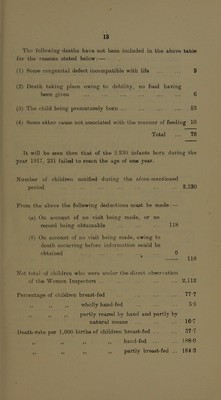 13
The following deaths have not been included in the above table
for the reasons stated below :—
(1) Some congenital defect incompatible with life ... 9
(2) Death taking place owing to debility, no food having
been given ... 6
(3) The child being prematurely born ... 53
(4) Some other cause not associated with the manner of feeding 10
Total ... 78
It will be seen then that of the 2,230 infants born during the
year 1917, 231 failed to reach the age of one year.
Number of children notified during the afore-mentioned
period ... 2,230
From the above the following deductions must be made :—
(a) On account of no visit being made, or no
record being obtainable ... 118
(b) On account of no visit being made, owing to
death occurring before information could be
obtained ... 0
118
Net total of children who were under the direct observation
of the Women Inspectors ... 2,112
Percentage of children breast-fed ... 77·7
,, ,, ,, wholly hand-fed ... 5·5
,, ,, ,, partly reared by hand and partly by
natural means ... 16·7
Death-rate per 1,000 births of children breast-fed ... 37·7
,, ,, ,, ,, hand-fed ... 188·0
,, ,, ,, ,, partly breast-fed ... 184·2